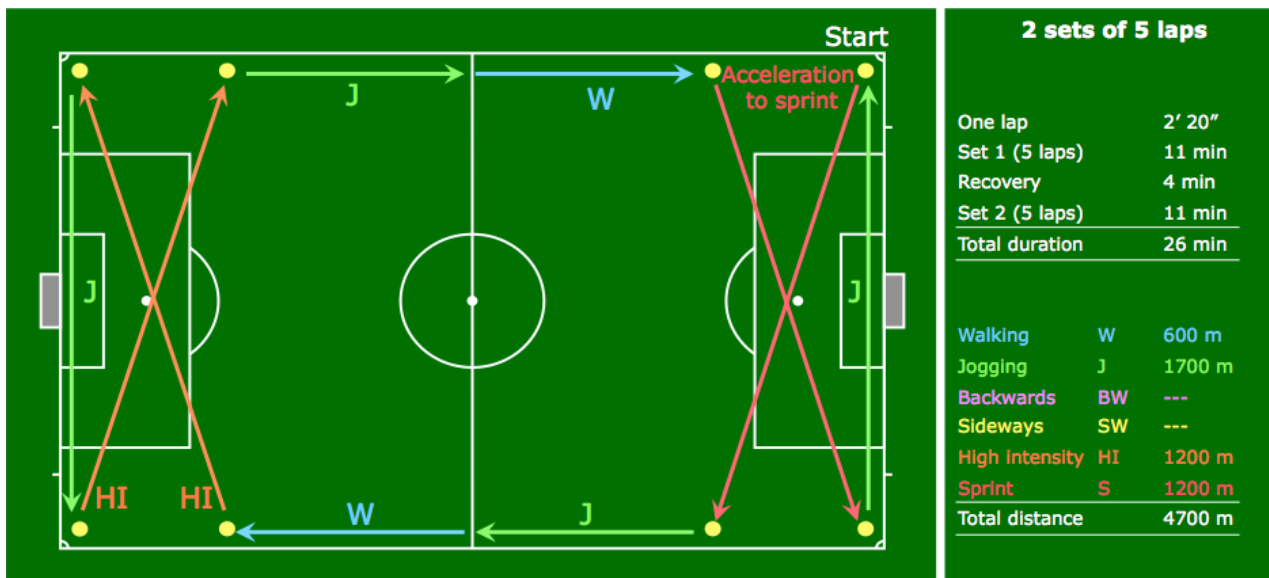 Start
Acceleration
to sprint
J
W
J
J
HI
HI
W
J
2 sets of 5 laps
One lap 2’ 20”
Set 1 (5 laps) 11 min
Recovery 4 min
Set 2 (5 laps) 11 min
Total duration 26 min
Walking W 600 m
Jogging J 1700 m
Backwards BW ---
Sideways SW ---
High intensity HI 1200 m
Sprint S 1200 m
Total distance 4700 m